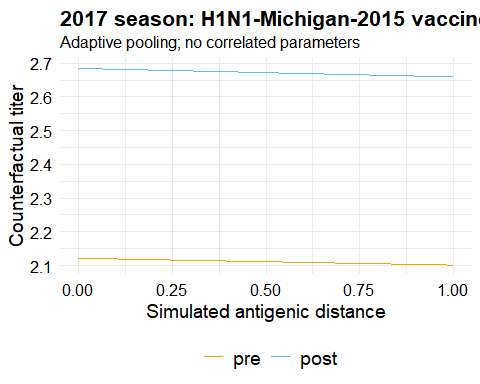 2017 season: H1N1-Michigan-2015 vaccine
Adaptive pooling; no correlated parameters
Counterfactual titer
2.7
2.6
2.5
2.4
2.3
2.2
2.1
0.00 0.25 0.50 0.75 1.00
Simulated antigenic distance
pre post